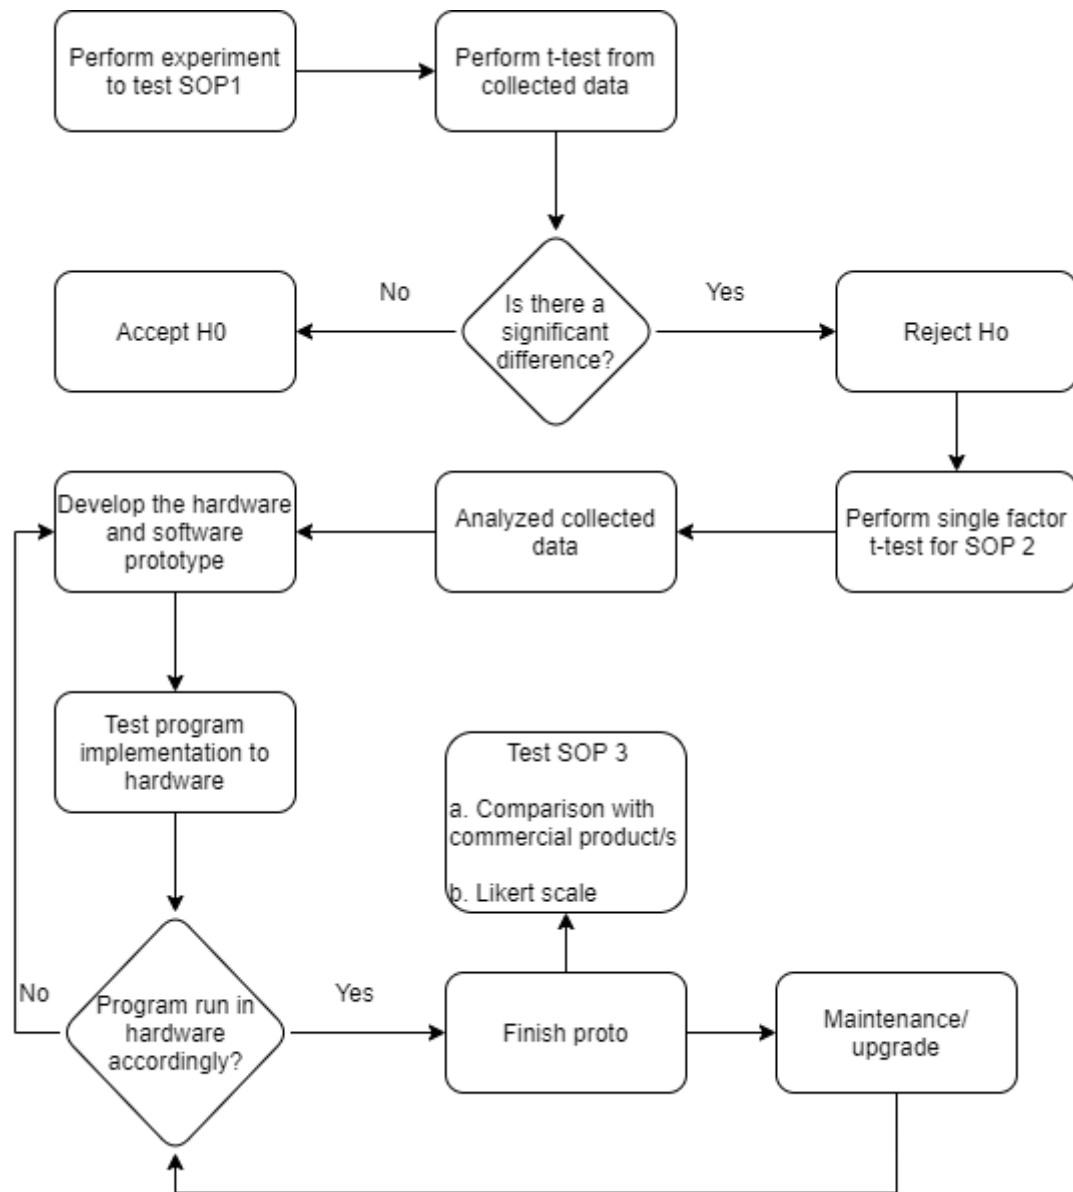 Perform experiment
to test SOP1
Perform t-test from
collected data
Is there a
significant
difference?
No
Yes
Accept H0
Reject Ho
Develop the hardware
and software
prototype
Analyzed collected
data
Perform single factor
t-test for SOP 2
Test program
implementation to
hardware
Test SOP 3
a. Comparison with
commercial product/s
b. Likert scale
No
Program run in
hardware
accordingly?
Yes
Finish proto
Maintenance/
upgrade